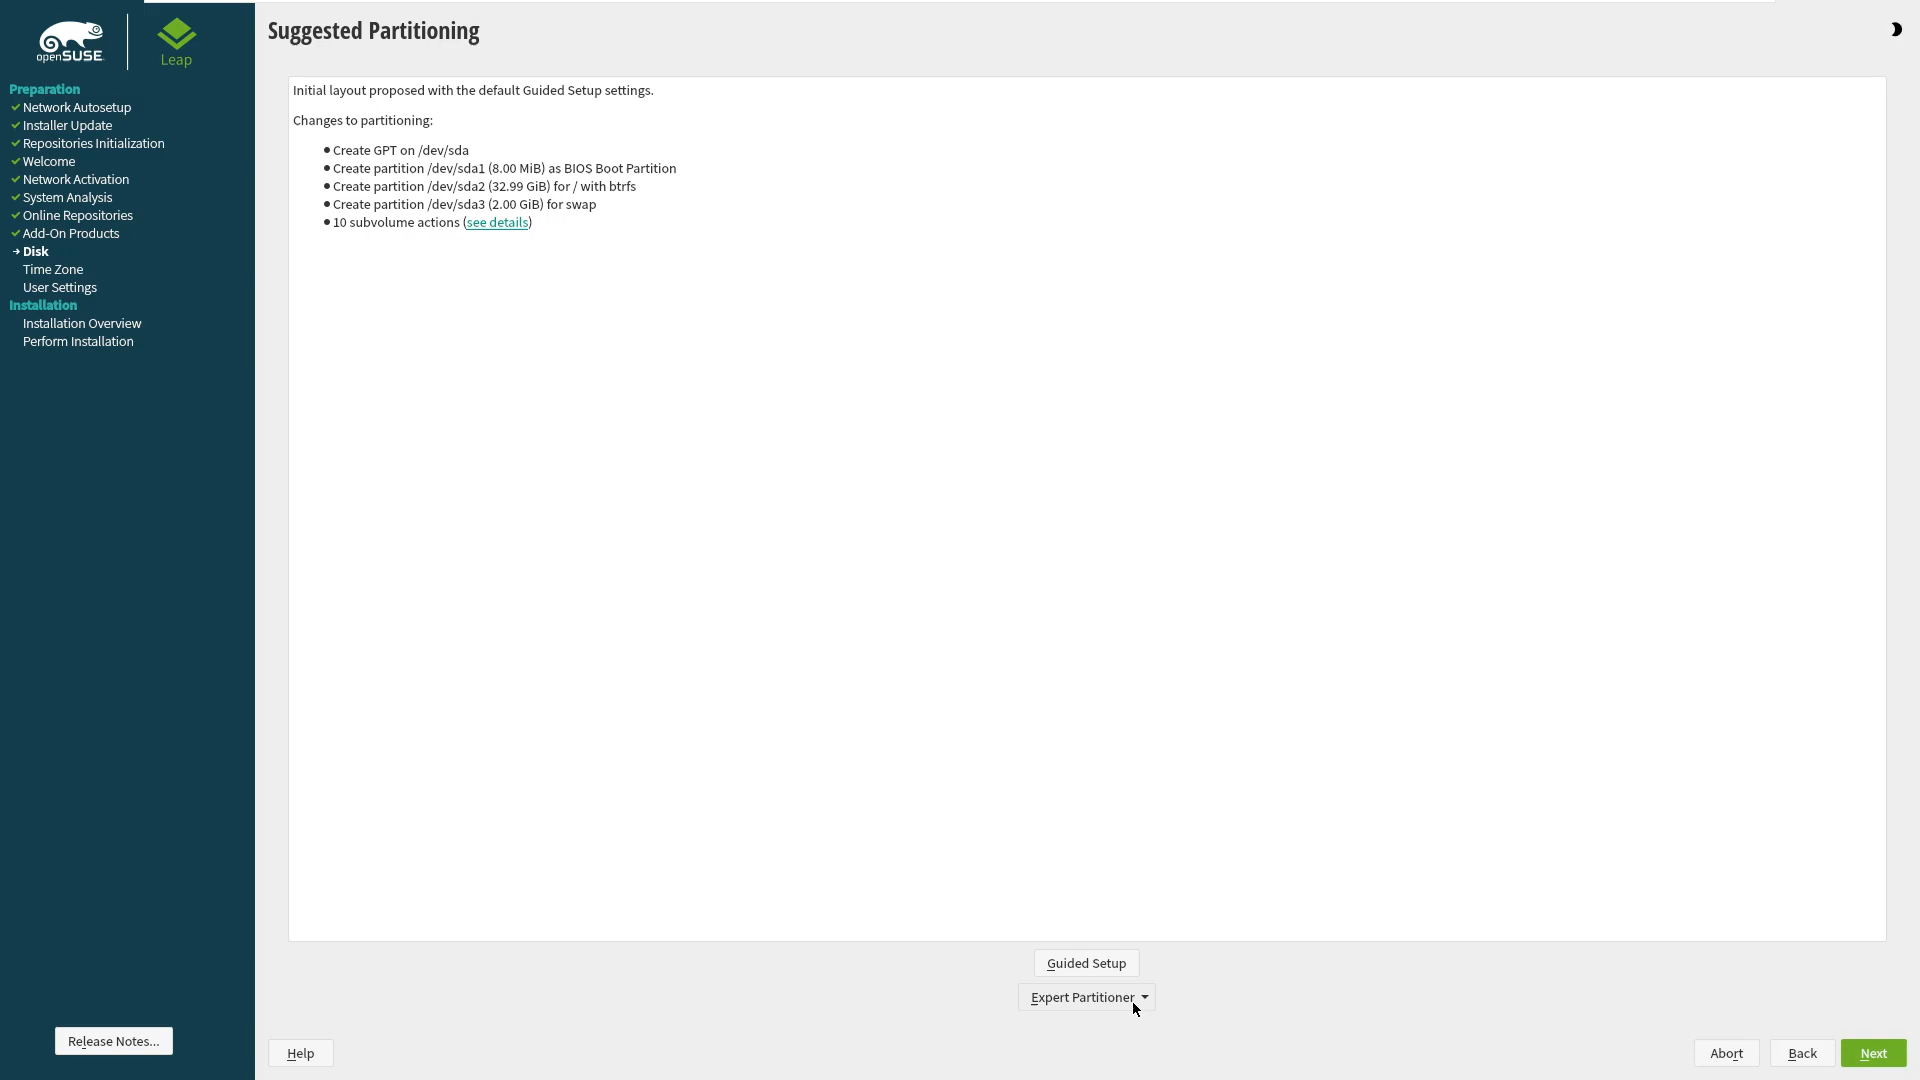 openSUSE
Leap
Preparation
Network Autosetup
Installer Update
Repositories Initialization
Welcome
Network Activation
System Analysis
Online Repositories
Add-On Products
Disk
Time Zone
User Settings
Installation
Installation Overview
Perform Installation
Release Notes...
Suggested Partitioning
Initial layout proposed with the default Guided Setup settings.
Changes to partitioning:
Create GPT on /dev/sda
Create partition /dev/sda1 (8.00 MiB) as BIOS Boot Partition
Create partition /dev/sda2 (32.99 GiB) for / with btrfs
Create partition /dev/sda3 (2.00 GiB) for swap
10 subvolume actions (see details)
Guided Setup
Expert Partitioner
Help
Abort
Back
Next